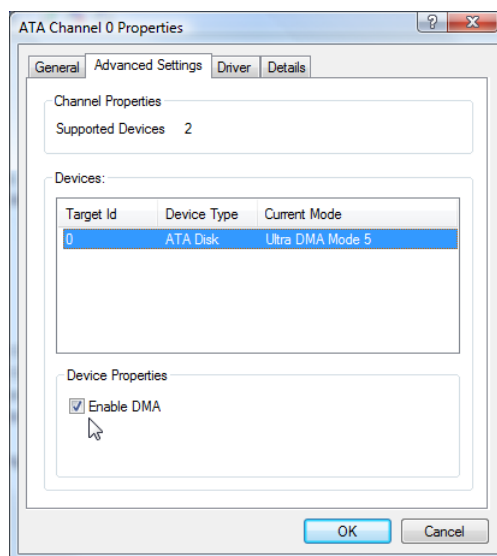 ATA Channel 0 Properties
General Advanced Settings Driver Details
Channel Properties
Supported Devices 2
Devices:
Target Id Device Type Current Mode
0 ATA Disk Ultra DMA Mode 5
Device Properties
Enable DMA
OK Cancel